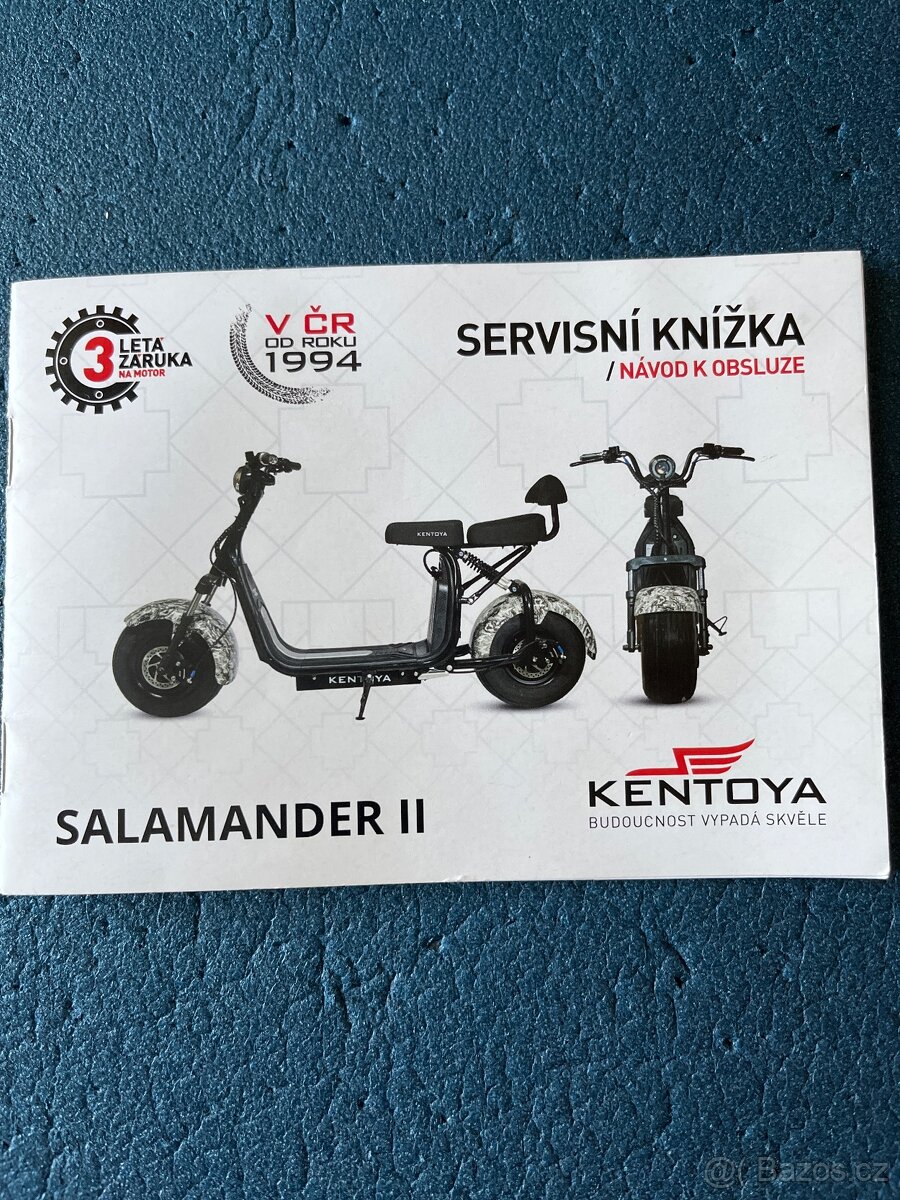 3 LETÁ
ZÁRUKA
NA MOTOR
V ČR
OD ROKU
1994
SERVISNÍ KNÍŽKA
/ NÁVOD K OBSLUZE
KENTOYA
KENTOYA
SALAMANDER II
KENTOYA
BUDOUCNOST VYPADÁ SKVĚLE
@ Bazos.cz